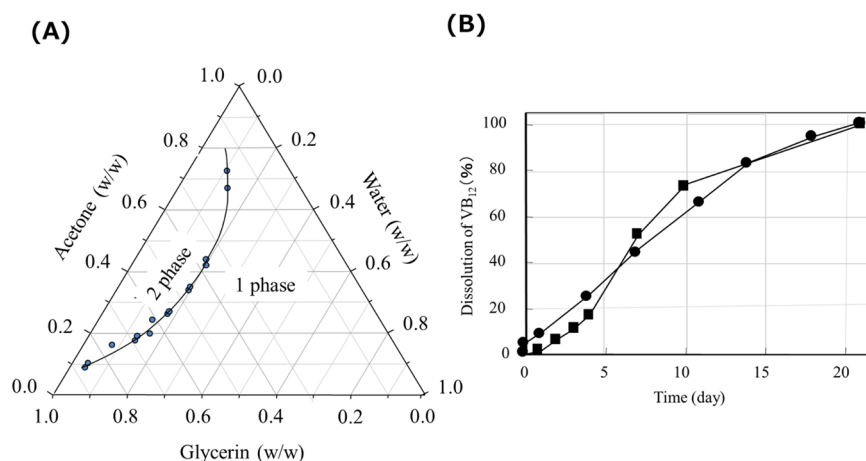 (A)
1.0 0.0
0.8 0.2
0.6 0.4
0.4 0.6
0.2 0.8
0.0 1.0
1.0 0.8 0.6 0.4 0.2 0.0
Acetone (w/w)
Water (w/w)
Glycerin (w/w)
2 phase
1 phase
(B)
100
80
60
40
20
0
0 5 10 15 20
Dissolution of VB12(%)
Time (day)